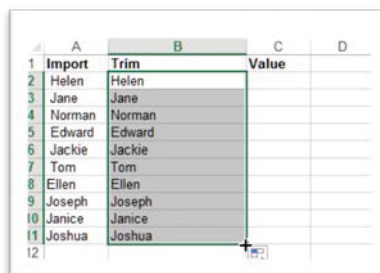 A B C D
1 Import Trim Value
2 Helen Helen
3 Jane Jane
4 Norman Norman
5 Edward Edward
6 Jackie Jackie
7 Tom Tom
8 Ellen Ellen
9 Joseph Joseph
10 Janice Janice
11 Joshua Joshua
12